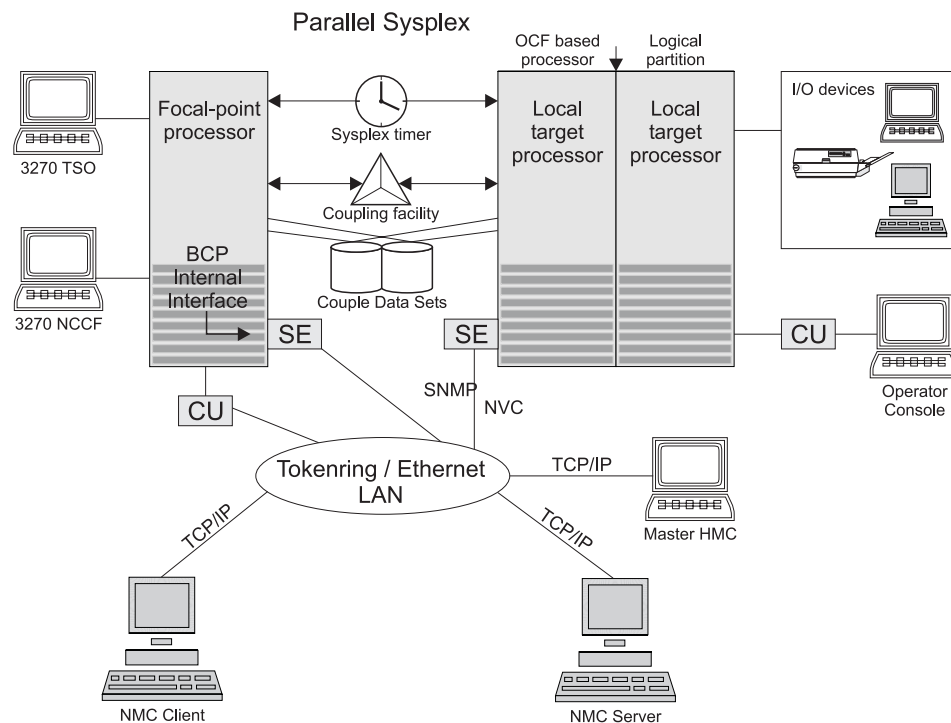 Parallel Sysplex
OCF based
processor
Logical
partition
3270 TSO
Focal-point
processor
Sysplex timer
Local
target
processor
Local
target
processor
I/O devices
Coupling facility
3270 NCCF
BCP
Internal
Interface
Couple Data Sets
SE
SE
CU
Operator
Console
CU
SNMP
NVC
Tokenring / Ethernet
LAN
TCP/IP
Master HMC
TCP/IP
TCP/IP
NMC Client
NMC Server